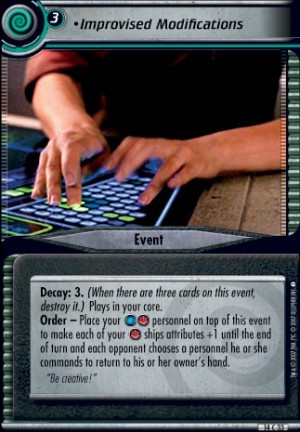 3
•Improvised Modifications
Event
Decay: 3. (When there are three cards on this event,
destroy it.) Plays in your core.
Order – Place your personnel on top of this event
to make each of your ships attributes +1 until the end
of turn and each opponent chooses a personnel he or she
commands to return to his or her owner's hand.
"Be creative!"
14 C 33